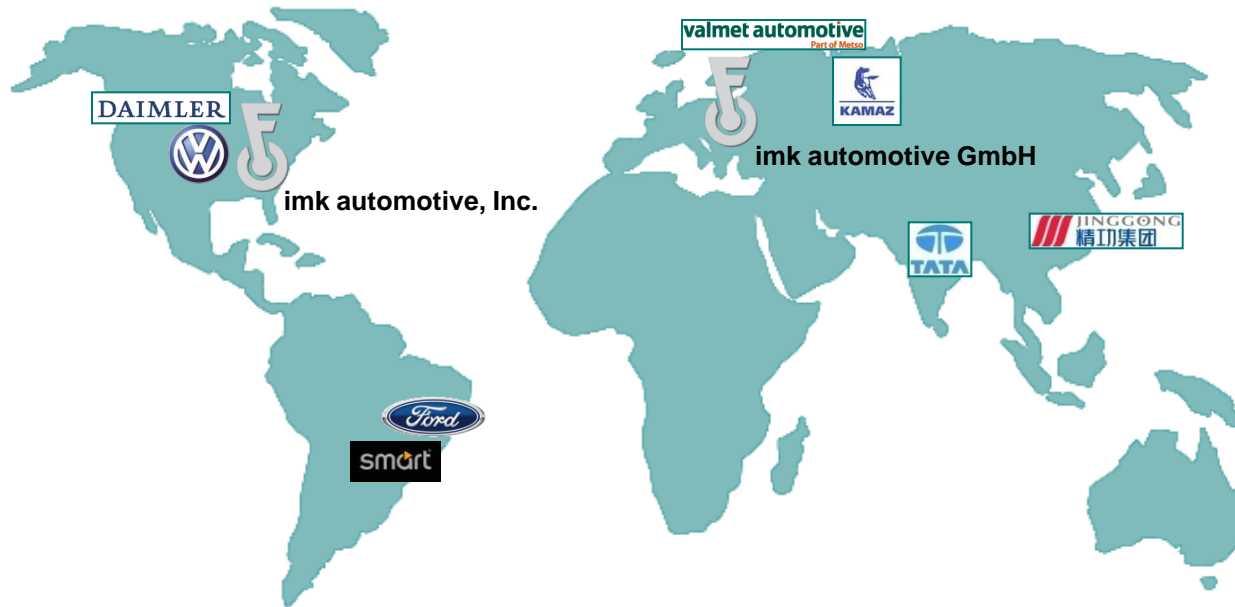 valmet automotive
Part of Metso
KAMAZ
DAIMLER
VW
imk automotive GmbH
imk automotive, Inc.
JINGGONG
精功集团
TATA
Ford
smart